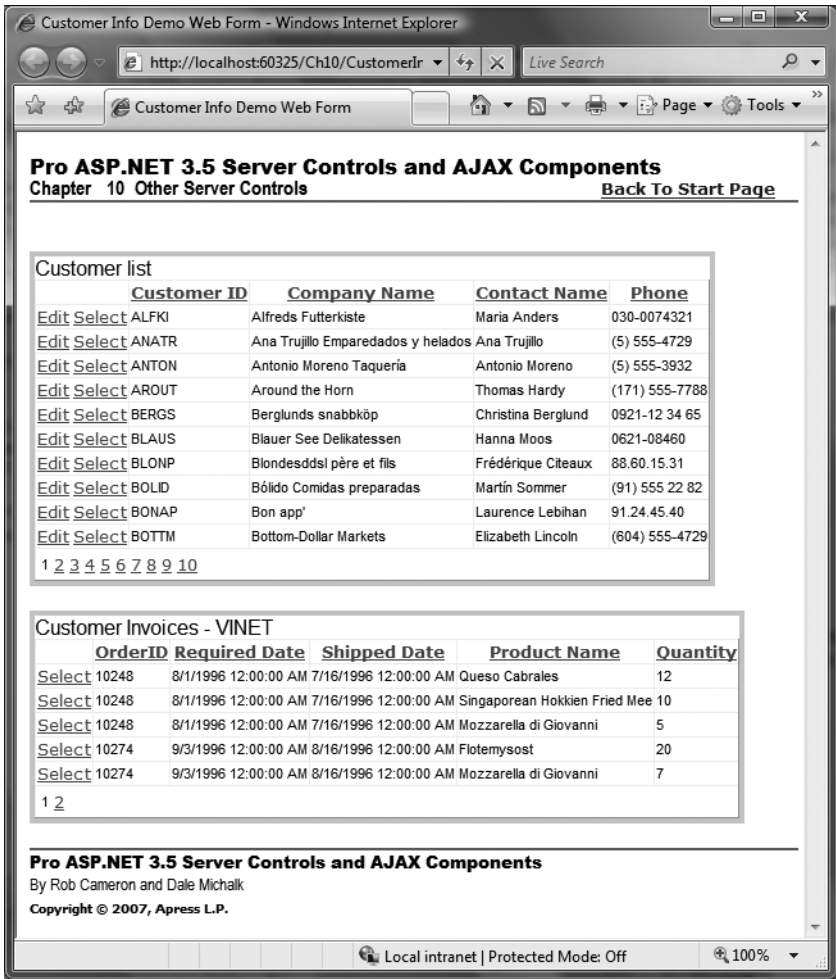 Customer Info Demo Web Form - Windows Internet Explorer
http://localhost:60325/Ch10/CustomerIr Live Search
Customer Info Demo Web Form Page Tools »
Pro ASP.NET 3.5 Server Controls and AJAX Components
Chapter 10 Other Server Controls Back To Start Page
Customer list
Customer ID Company Name Contact Name Phone
Edit Select ALFKI Alfreds Futterkiste Maria Anders 030-0074321
Edit Select ANATR Ana Trujillo Emparedados y helados Ana Trujillo (5) 555-4729
Edit Select ANTON Antonio Moreno Taquería Antonio Moreno (5) 555-3932
Edit Select AROUT Around the Horn Thomas Hardy (171) 555-7788
Edit Select BERGS Berglunds snabbköp Christina Berglund 0921-12 34 65
Edit Select BLAUS Blauer See Delikatessen Hanna Moos 0621-08460
Edit Select BLONP Blondesddsl père et fils Frédérique Citeaux 88.60.15.31
Edit Select BOLID Bólido Comidas preparadas Martín Sommer (91) 555 22 82
Edit Select BONAP Bon app' Laurence Lebihan 91.24.45.40
Edit Select BOTTM Bottom-Dollar Markets Elizabeth Lincoln (604) 555-4729
1 2 3 4 5 6 7 8 9 10
Customer Invoices - VINET
OrderID Required Date Shipped Date Product Name Quantity
Select 10248 8/1/1996 12:00:00 AM 7/16/1996 12:00:00 AM Queso Cabrales 12
Select 10248 8/1/1996 12:00:00 AM 7/16/1996 12:00:00 AM Singaporean Hokkien Fried Mee 10
Select 10248 8/1/1996 12:00:00 AM 7/16/1996 12:00:00 AM Mozzarella di Giovanni 5
Select 10274 9/3/1996 12:00:00 AM 8/16/1996 12:00:00 AM Flotemysost 20
Select 10274 9/3/1996 12:00:00 AM 8/16/1996 12:00:00 AM Mozzarella di Giovanni 7
1 2
Pro ASP.NET 3.5 Server Controls and AJAX Components
By Rob Cameron and Dale Michalk
Copyright © 2007, Apress L.P.
Local intranet | Protected Mode: Off 100%